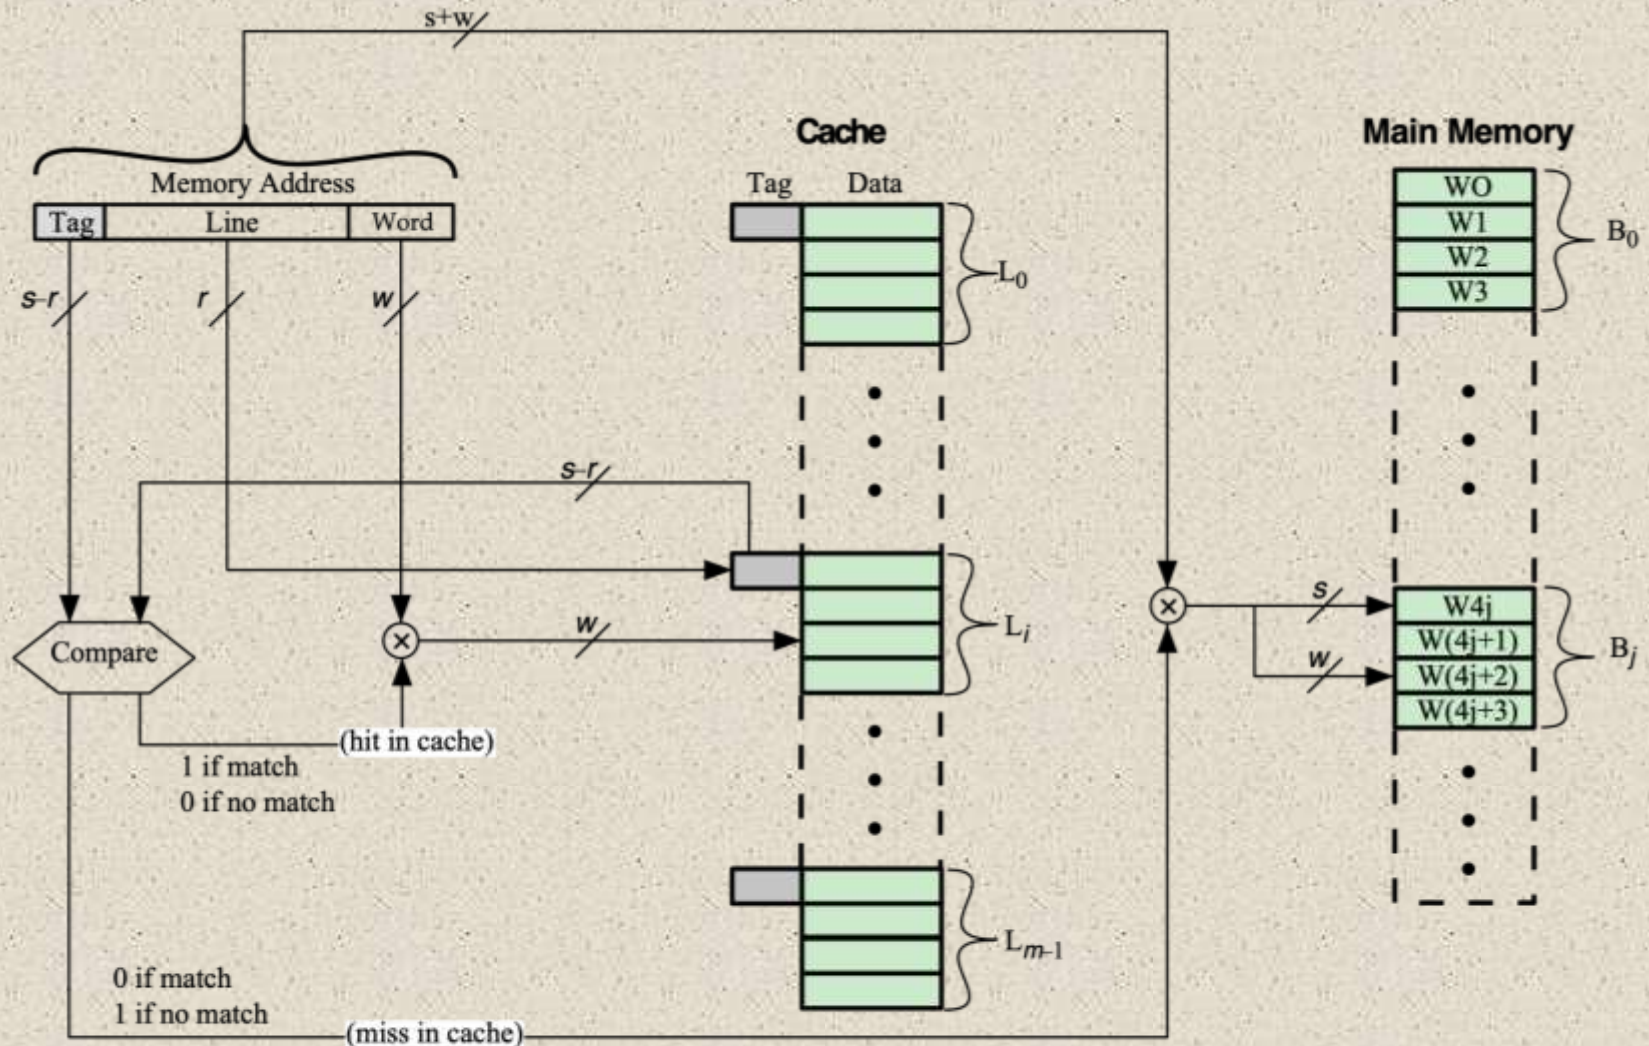 s+w
Cache
Main Memory
Memory Address
Tag Data
Tag Line Word
WO
W1
W2
W3
B0
L0
s–r
r
w
s–r
Compare
w
Li
s
w
W4j
W(4j+1)
W(4j+2)
W(4j+3)
Bj
(hit in cache)
1 if match
0 if no match
Lm–1
0 if match
1 if no match
(miss in cache)